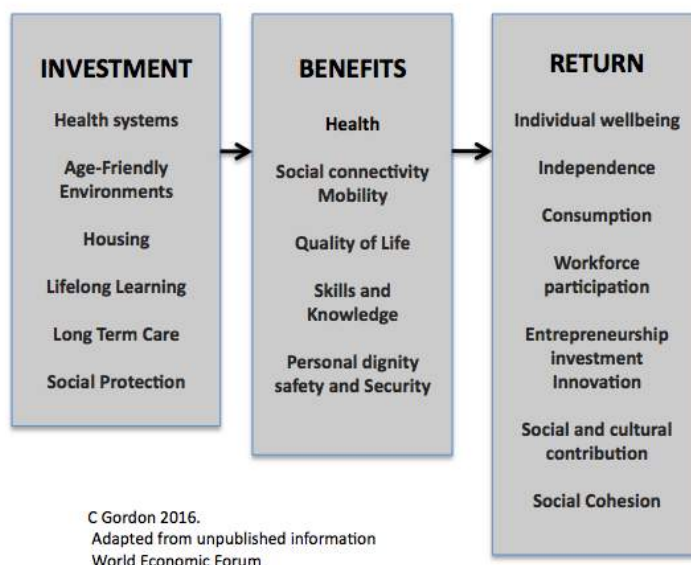 INVESTMENT
Health systems
Age-Friendly
Environments
Housing
Lifelong Learning
Long Term Care
Social Protection
BENEFITS
Health
Social connectivity
Mobility
Quality of Life
Skills and
Knowledge
Personal dignity
safety and Security
RETURN
Individual wellbeing
Independence
Consumption
Workforce
participation
Entrepreneurship
investment
Innovation
Social and cultural
contribution
Social Cohesion
C Gordon 2016.
Adapted from unpublished information
World Economic Forum